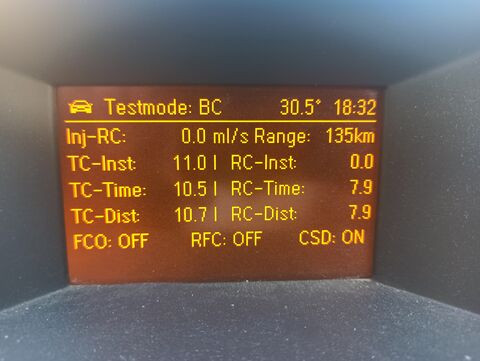 Testmode: BC 30.5° 18:32
Inj-RC: 0.0 ml/s Range: 135km
TC-Inst: 11.0 l RC-Inst: 0.0
TC-Time: 10.5 l RC-Time: 7.9
TC-Dist: 10.7 l RC-Dist: 7.9
FCO: OFF RFC: OFF CSD: ON